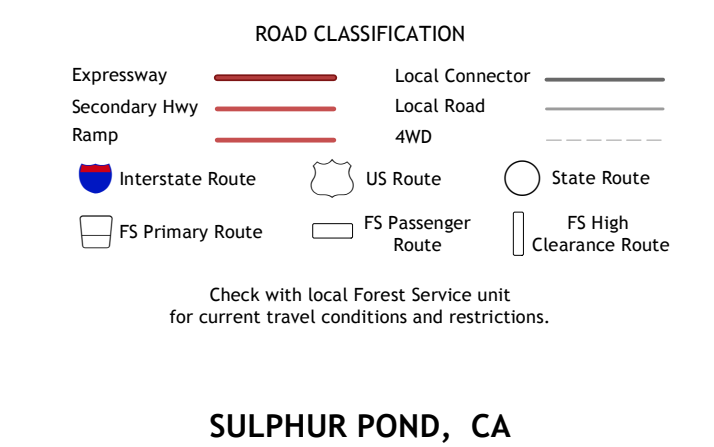 ROAD CLASSIFICATION
Expressway
Local Connector
Secondary Hwy
Local Road
Ramp
4WD
Interstate Route
US Route
State Route
FS Primary Route
FS Passenger
Route
FS High
Clearance Route
Check with local Forest Service unit
for current travel conditions and restrictions.
SULPHUR POND, CA